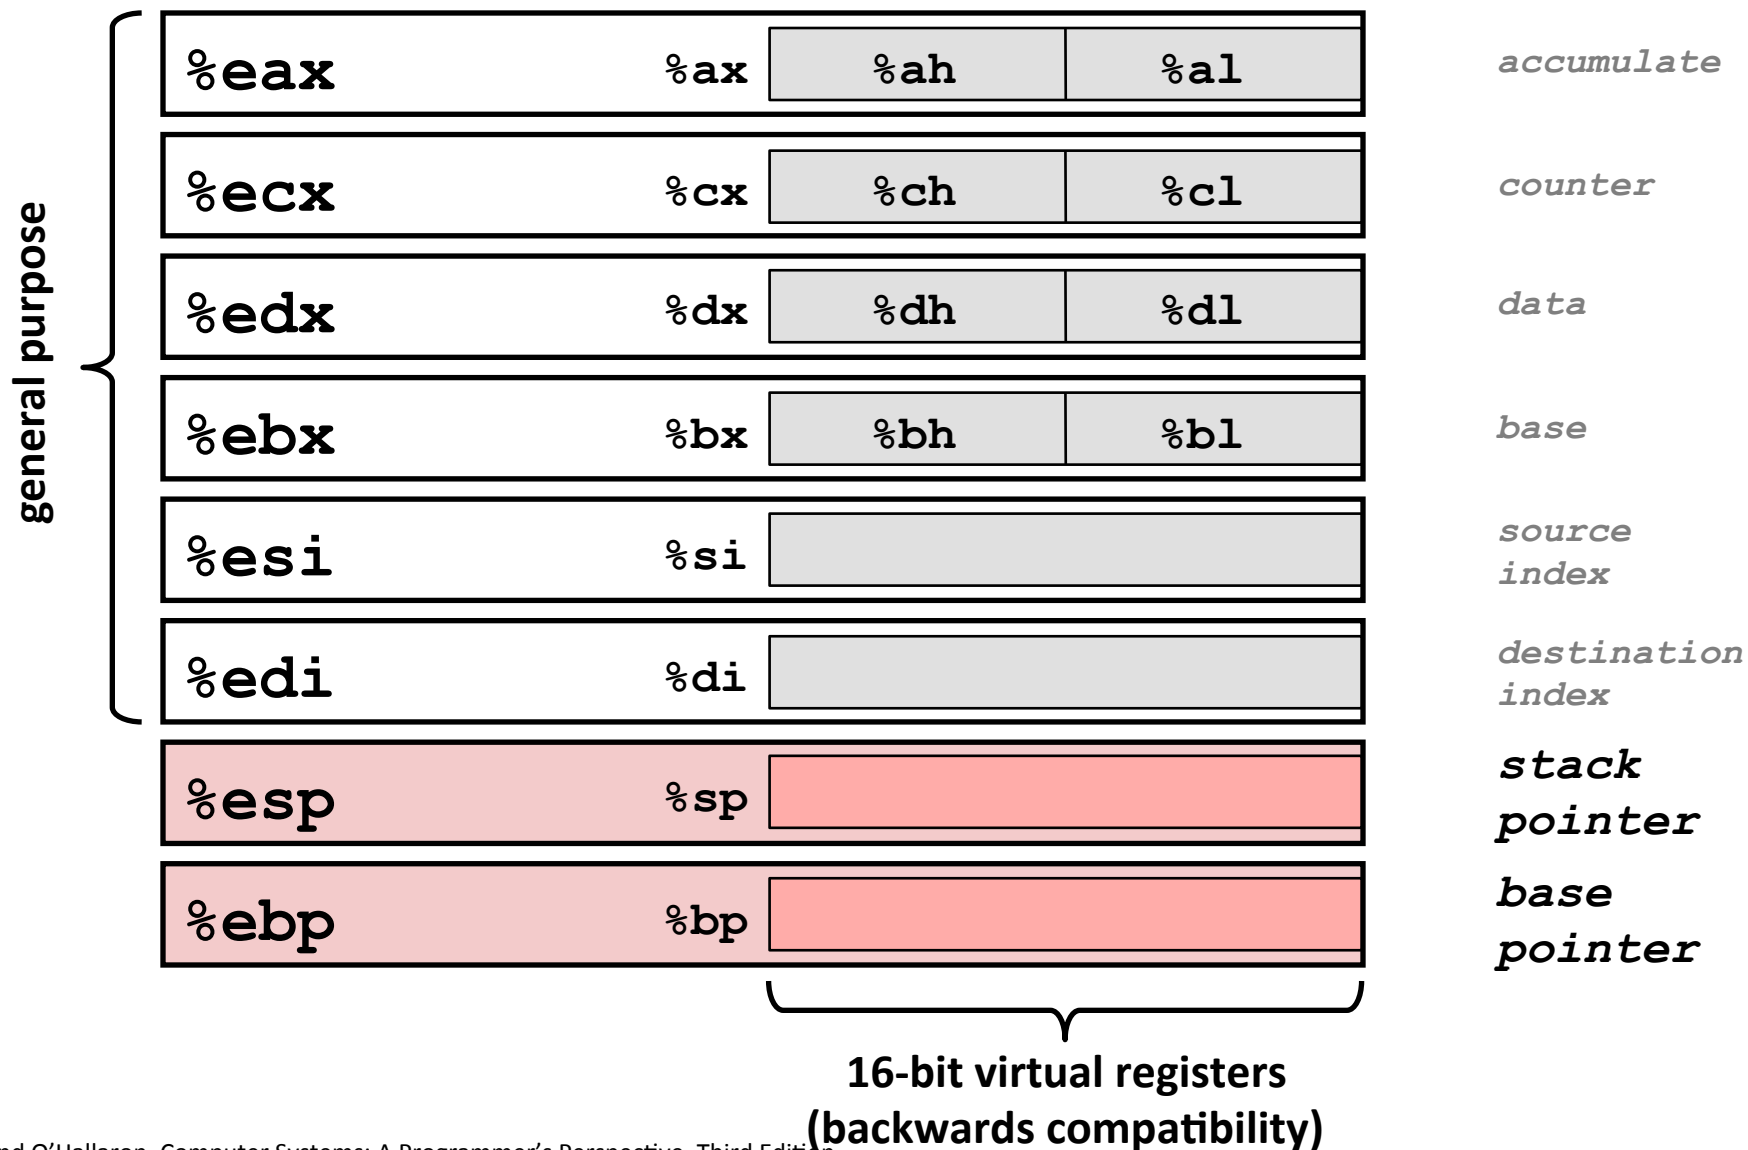 general purpose
%eax %ax %ah %al accumulate
%ecx %cx %ch %cl counter
%edx %dx %dh %dl data
%ebx %bx %bh %bl base
%esi %si source
index
%edi %di destination
index
%esp %sp stack
pointer
%ebp %bp base
pointer
16-bit virtual registers
(backwards compatibility)
O'Hallaron, Computer Systems: A Programmer's Perspective, Third Edition